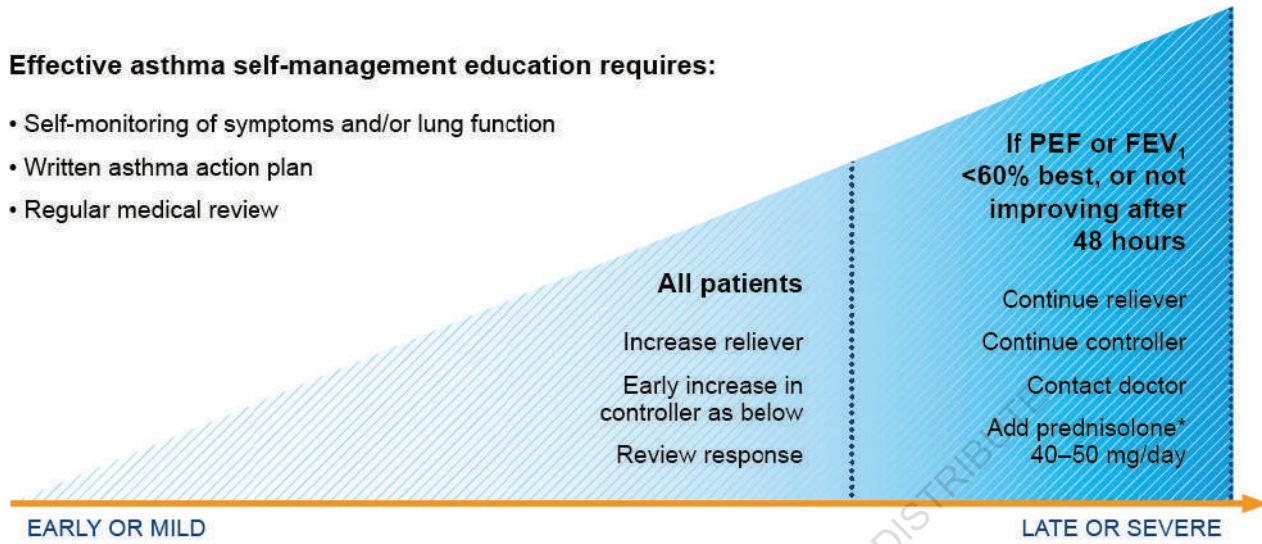 Effective asthma self-management education requires:
• Self-monitoring of symptoms and/or lung function
• Written asthma action plan
• Regular medical review
All patients
Increase reliever
Early increase in
controller as below
Review response
If PEF or FEV₁
<60% best, or not
improving after
48 hours
Continue reliever
Continue controller
Contact doctor
Add prednisolone*
40–50 mg/day
EARLY OR MILD
LATE OR SEVERE